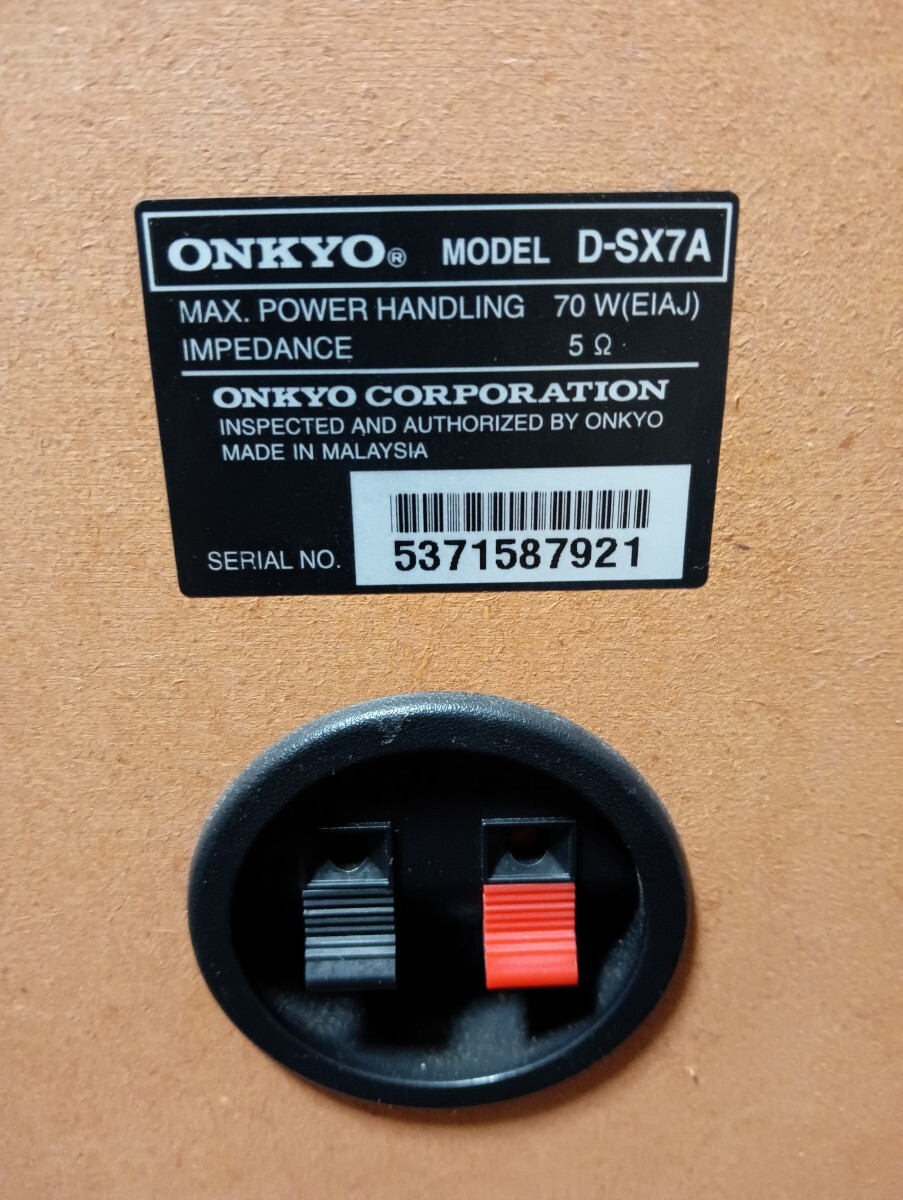 ONKYO® MODEL D-SX7A
MAX. POWER HANDLING 70 W(EIAJ)
IMPEDANCE 5 Ω
ONKYO CORPORATION
INSPECTED AND AUTHORIZED BY ONKYO
MADE IN MALAYSIA
SERIAL NO. 5371587921